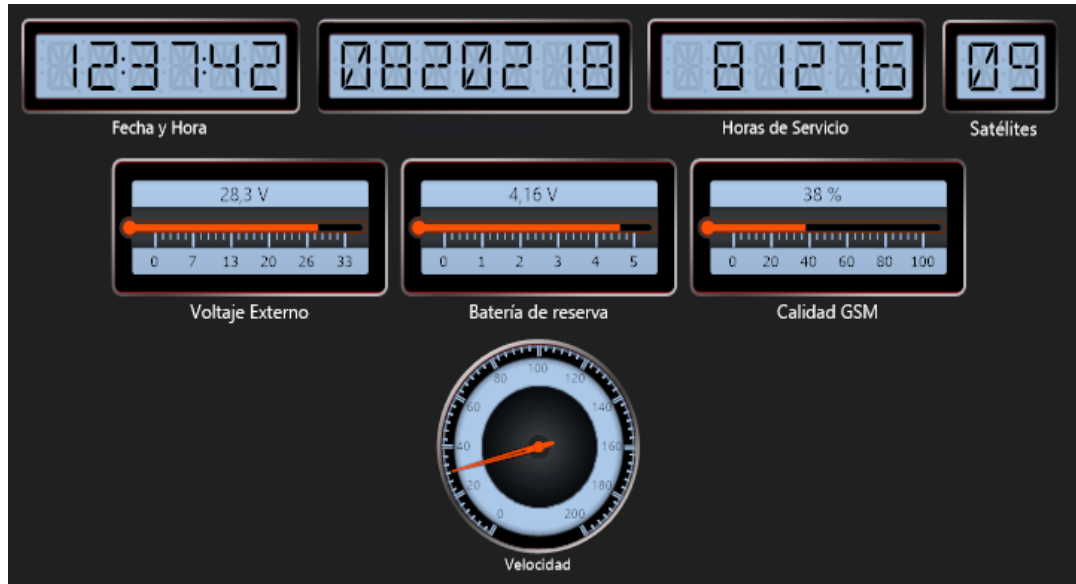 12:37:42
082021.8
8127.6
09
Fecha y Hora
Horas de Servicio
Satélites
28,3 V
4,16 V
38 %
0 7 13 20 26 33
0 1 2 3 4 5
0 20 40 60 80 100
Voltaje Externo
Batería de reserva
Calidad GSM
0 20 40 60 80 100 120 140 160 180 200
Velocidad